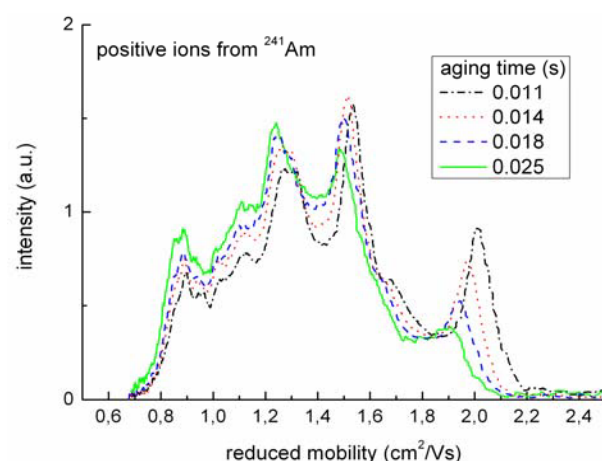 2
positive ions from ²⁴¹Am
aging time (s)
0.011
0.014
0.018
0.025
intensity (a.u.)
1
0
0,6 0,8 1,0 1,2 1,4 1,6 1,8 2,0 2,2 2,4
reduced mobility (cm²/Vs)